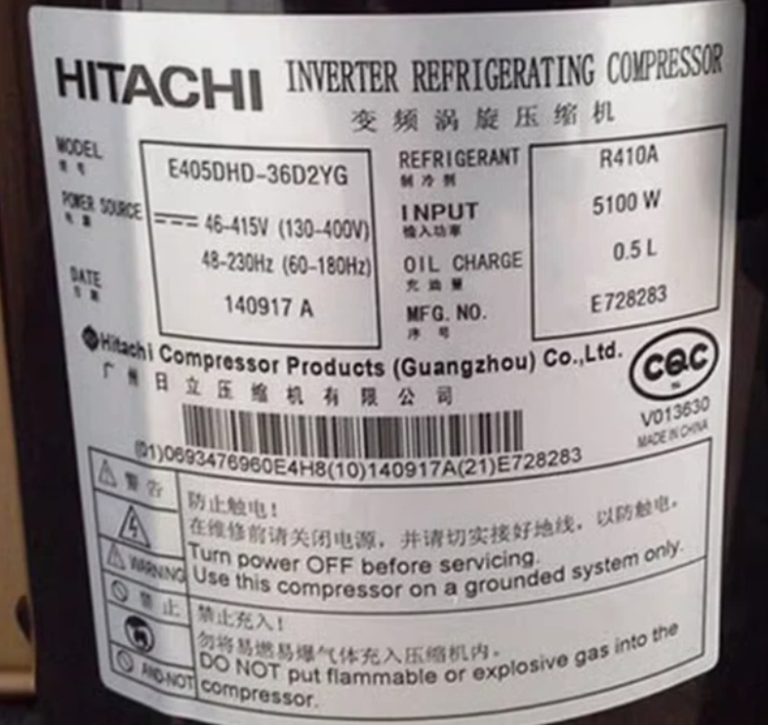 HITACHI INVERTER REFRIGERATING COMPRESSOR
变频涡旋压缩机
MODEL E405DHD-36D2YG REFRIGERANT R410A
型号 制冷剂
POWER SOURCE 46-415V (130-400V) INPUT 5100 W
电源 输入功率
48-230Hz (60-180Hz) OIL CHARGE 0.5 L
充油量
DATE 140917 A MFG. NO. E728283
日期 序号
Hitachi Compressor Products (Guangzhou) Co.,Ltd.
广州日立压缩机有限公司
CQC
V013630
MADE IN CHINA
(01)0693476960E4H8(10)140917A(21)E728283
警告
防止触电!
在维修前请关闭电源，并请切实接好地线，以防触电。
WARNING
Turn power OFF before servicing.
Use this compressor on a grounded system only.
禁止
禁止充入!
勿将易燃易爆气体充入压缩机内。
DO NOT put flammable or explosive gas into the
compressor.